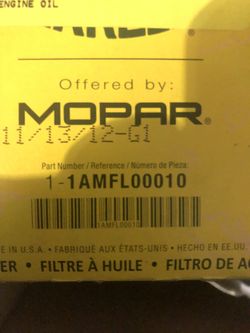 ENGINE OIL
Offered by:
MOPAR®
11/13/12-G1
Part Number / Reference / Número de Pieza:
1-1AMFL00010
1AMFL00010
E IN U.S.A. • FABRIQUÉ AUX ÉTATS-UNIS • HECHO EN EE.UU.
ER • FILTRE À HUILE • FILTRO DE AC